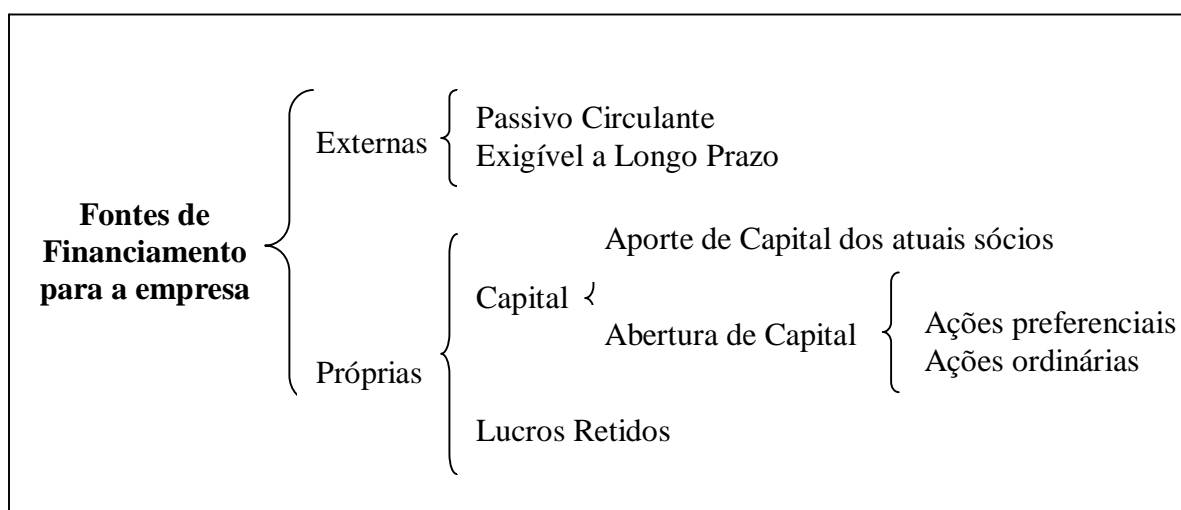 Fontes de
Financiamento
para a empresa
Externas
Passivo Circulante
Exigível a Longo Prazo
Próprias
Capital
Aporte de Capital dos atuais sócios
Abertura de Capital
Ações preferenciais
Ações ordinárias
Lucros Retidos